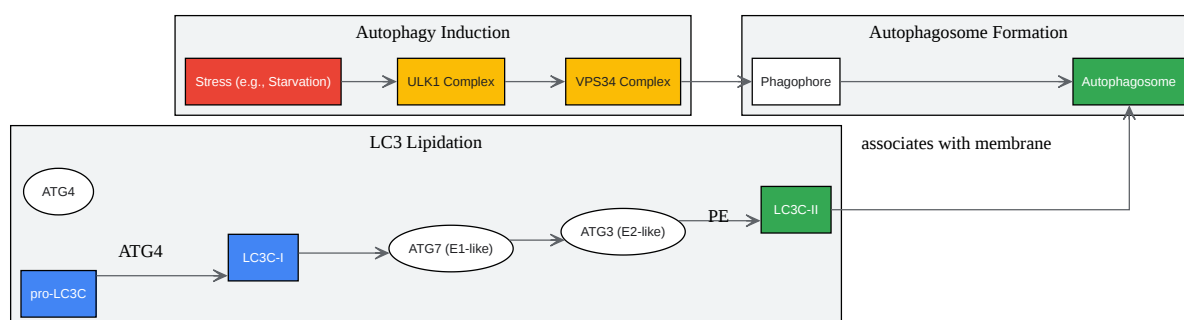 Autophagy Induction
Stress (e.g., Starvation)
ULK1 Complex
VPS34 Complex
Autophagosome Formation
Phagophore
Autophagosome
LC3 Lipidation
associates with membrane
ATG4
ATG4
pro-LC3C
LC3C-I
ATG7 (E1-like)
ATG3 (E2-like)
PE
LC3C-II